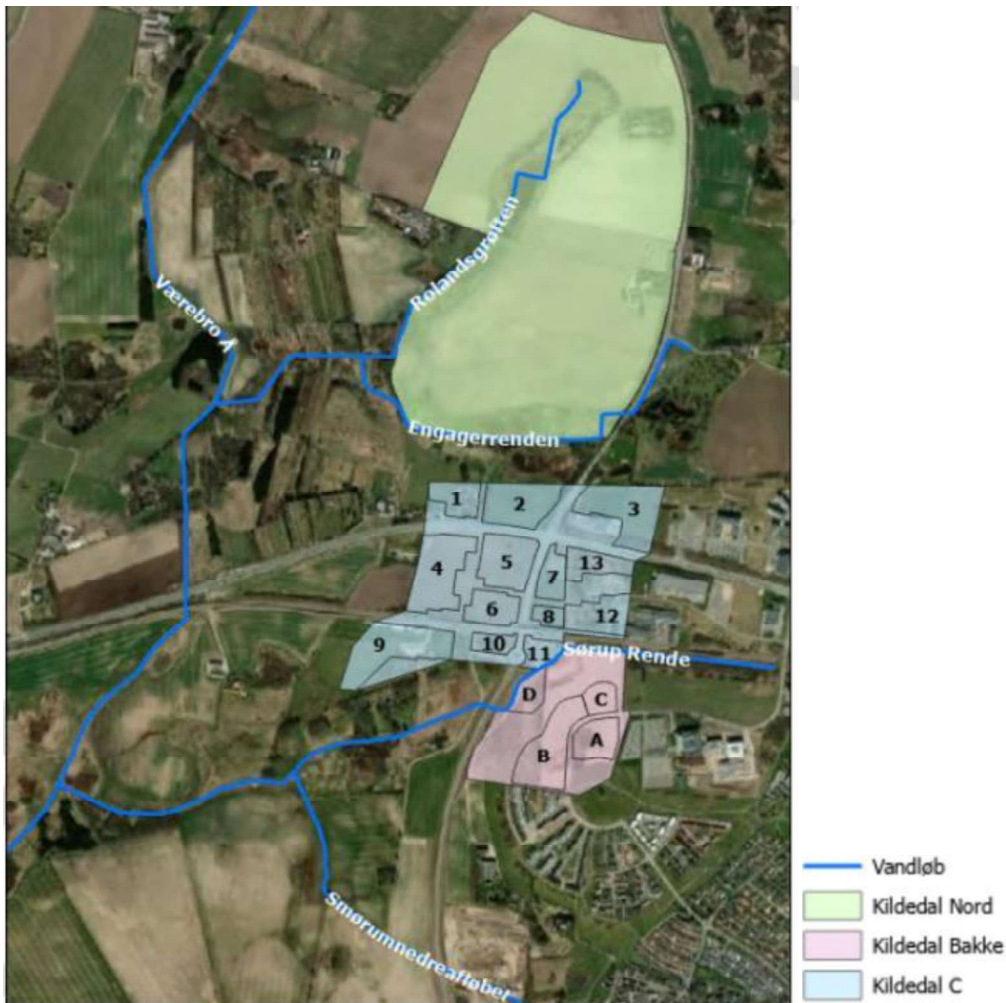 Rolandsgrøften
Værebro Å
Engagerrenden
1
2
3
4
5
7
13
6
8
12
9
10
11
Sørup Rende
D
C
A
B
Smørumnedreafløbet
Vandløb
Kildedal Nord
Kildedal Bakke
Kildedal C